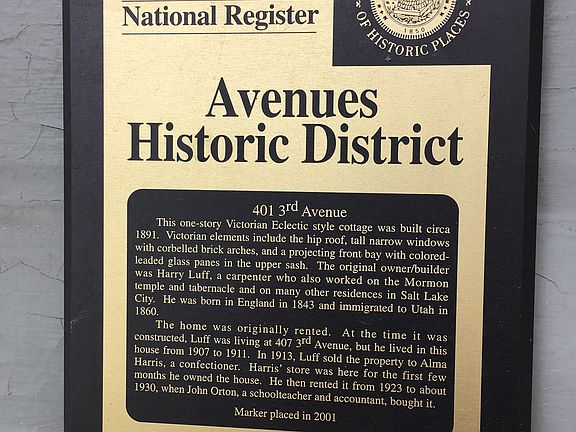 National Register
1850
OF HISTORIC PLACES
Avenues
Historic District
401 3rd Avenue
This one-story Victorian Eclectic style cottage was built circa
1891. Victorian elements include the hip roof, tall narrow windows
with corbelled brick arches, and a projecting front bay with colored-
leaded glass panes in the upper sash. The original owner/builder
was Harry Luff, a carpenter who also worked on the Mormon
temple and tabernacle and on many other residences in Salt Lake
City. He was born in England in 1843 and immigrated to Utah in
1860.
The home was originally rented. At the time it was
constructed, Luff was living at 407 3rd Avenue, but he lived in this
house from 1907 to 1911. In 1913, Luff sold the property to Alma
Harris, a confectioner. Harris' store was here for the first few
months he owned the house. He then rented it from 1923 to about
1930, when John Orton, a schoolteacher and accountant, bought it.
Marker placed in 2001